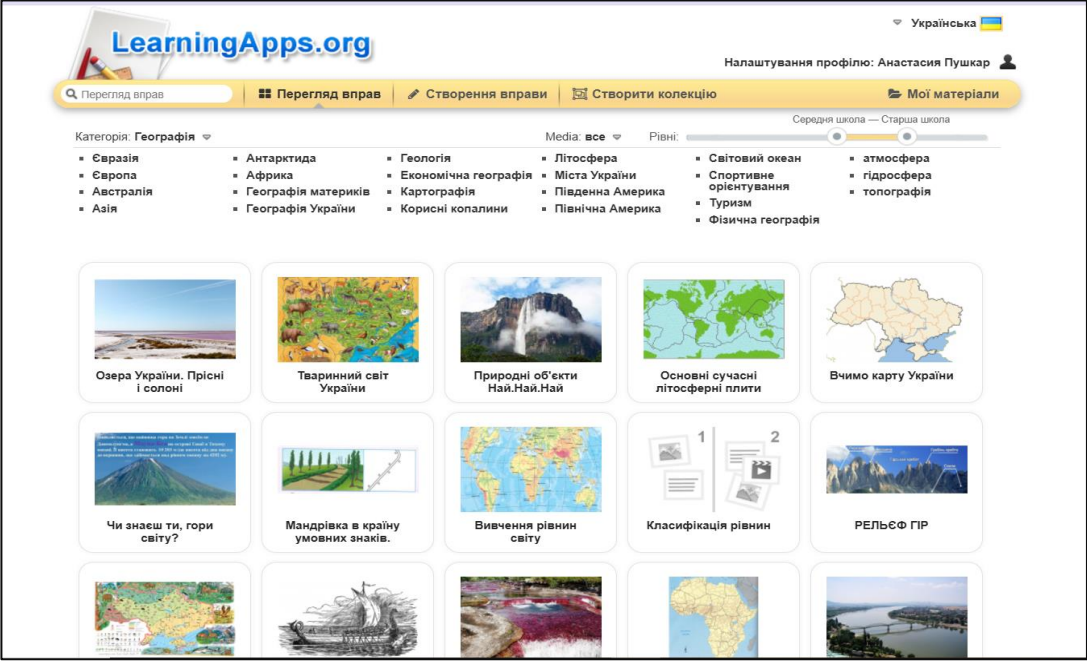 LearningApps.org
Українська
Налаштування профілю: Анастасия Пушкар
Перегляд вправ
Перегляд вправ
Створення вправи
Створити колекцію
Мої матеріали
Категорія: Географія
Media: все
Рівні:
Середня школа — Старша школа
Євразія
Європа
Австралія
Азія
Антарктида
Африка
Географія материків
Географія України
Геологія
Економічна географія
Картографія
Корисні копалини
Літосфера
Міста України
Південна Америка
Північна Америка
Світовий океан
Спортивне
орієнтування
Туризм
Фізична географія
атмосфера
гідросфера
топографія
Озера України. Прісні
і солоні
Тваринний світ
України
Природні об'єкти
Най.Най.Най
Основні сучасні
літосферні плити
Вчимо карту України
Чи знаєш ти, гори
світу?
Мандрівка в країну
умовних знаків.
Вивчення рівнин
світу
1
2
Класифікація рівнин
РЕЛЬЄФ ГІР